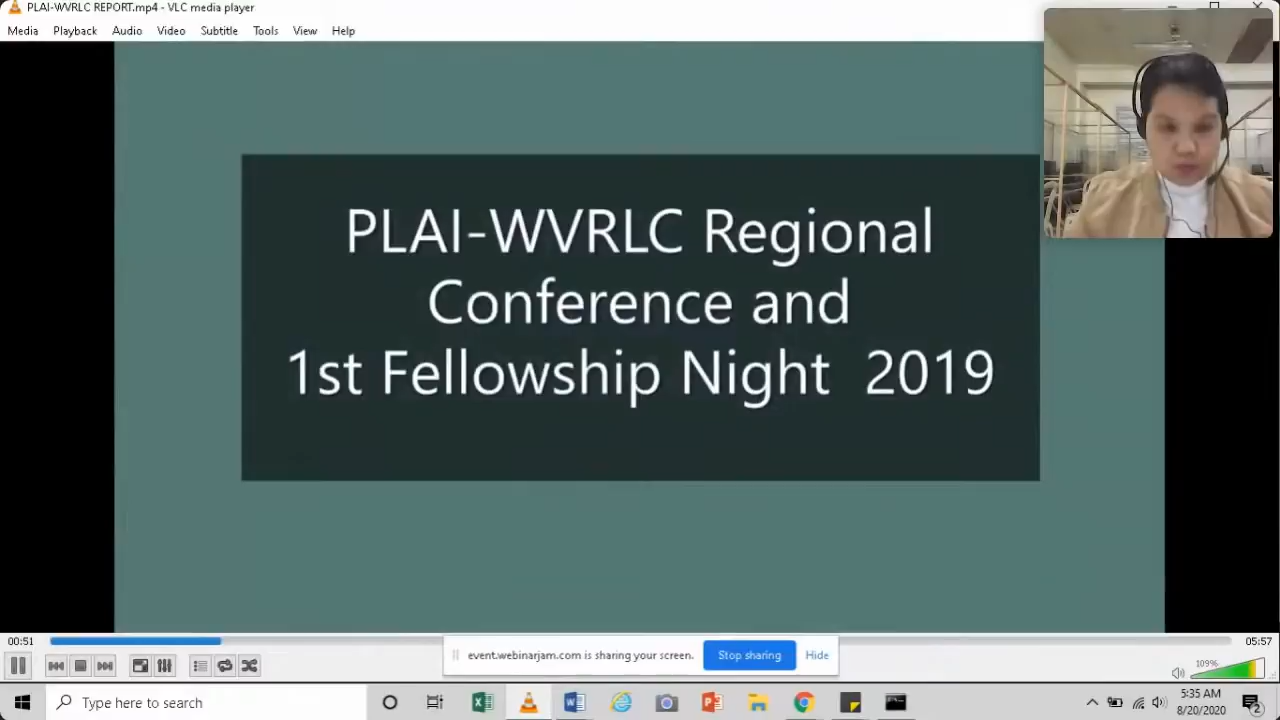 PLAI-WVRLC REPORT.mp4 - VLC media player
Media Playback Audio Video Subtitle Tools View Help
PLAI-WVRLC Regional
Conference and
1st Fellowship Night 2019
00:51
05:57
event.webinarjam.com is sharing your screen.
Stop sharing
Hide
109%
Type here to search
5:35 AM
8/20/2020
2